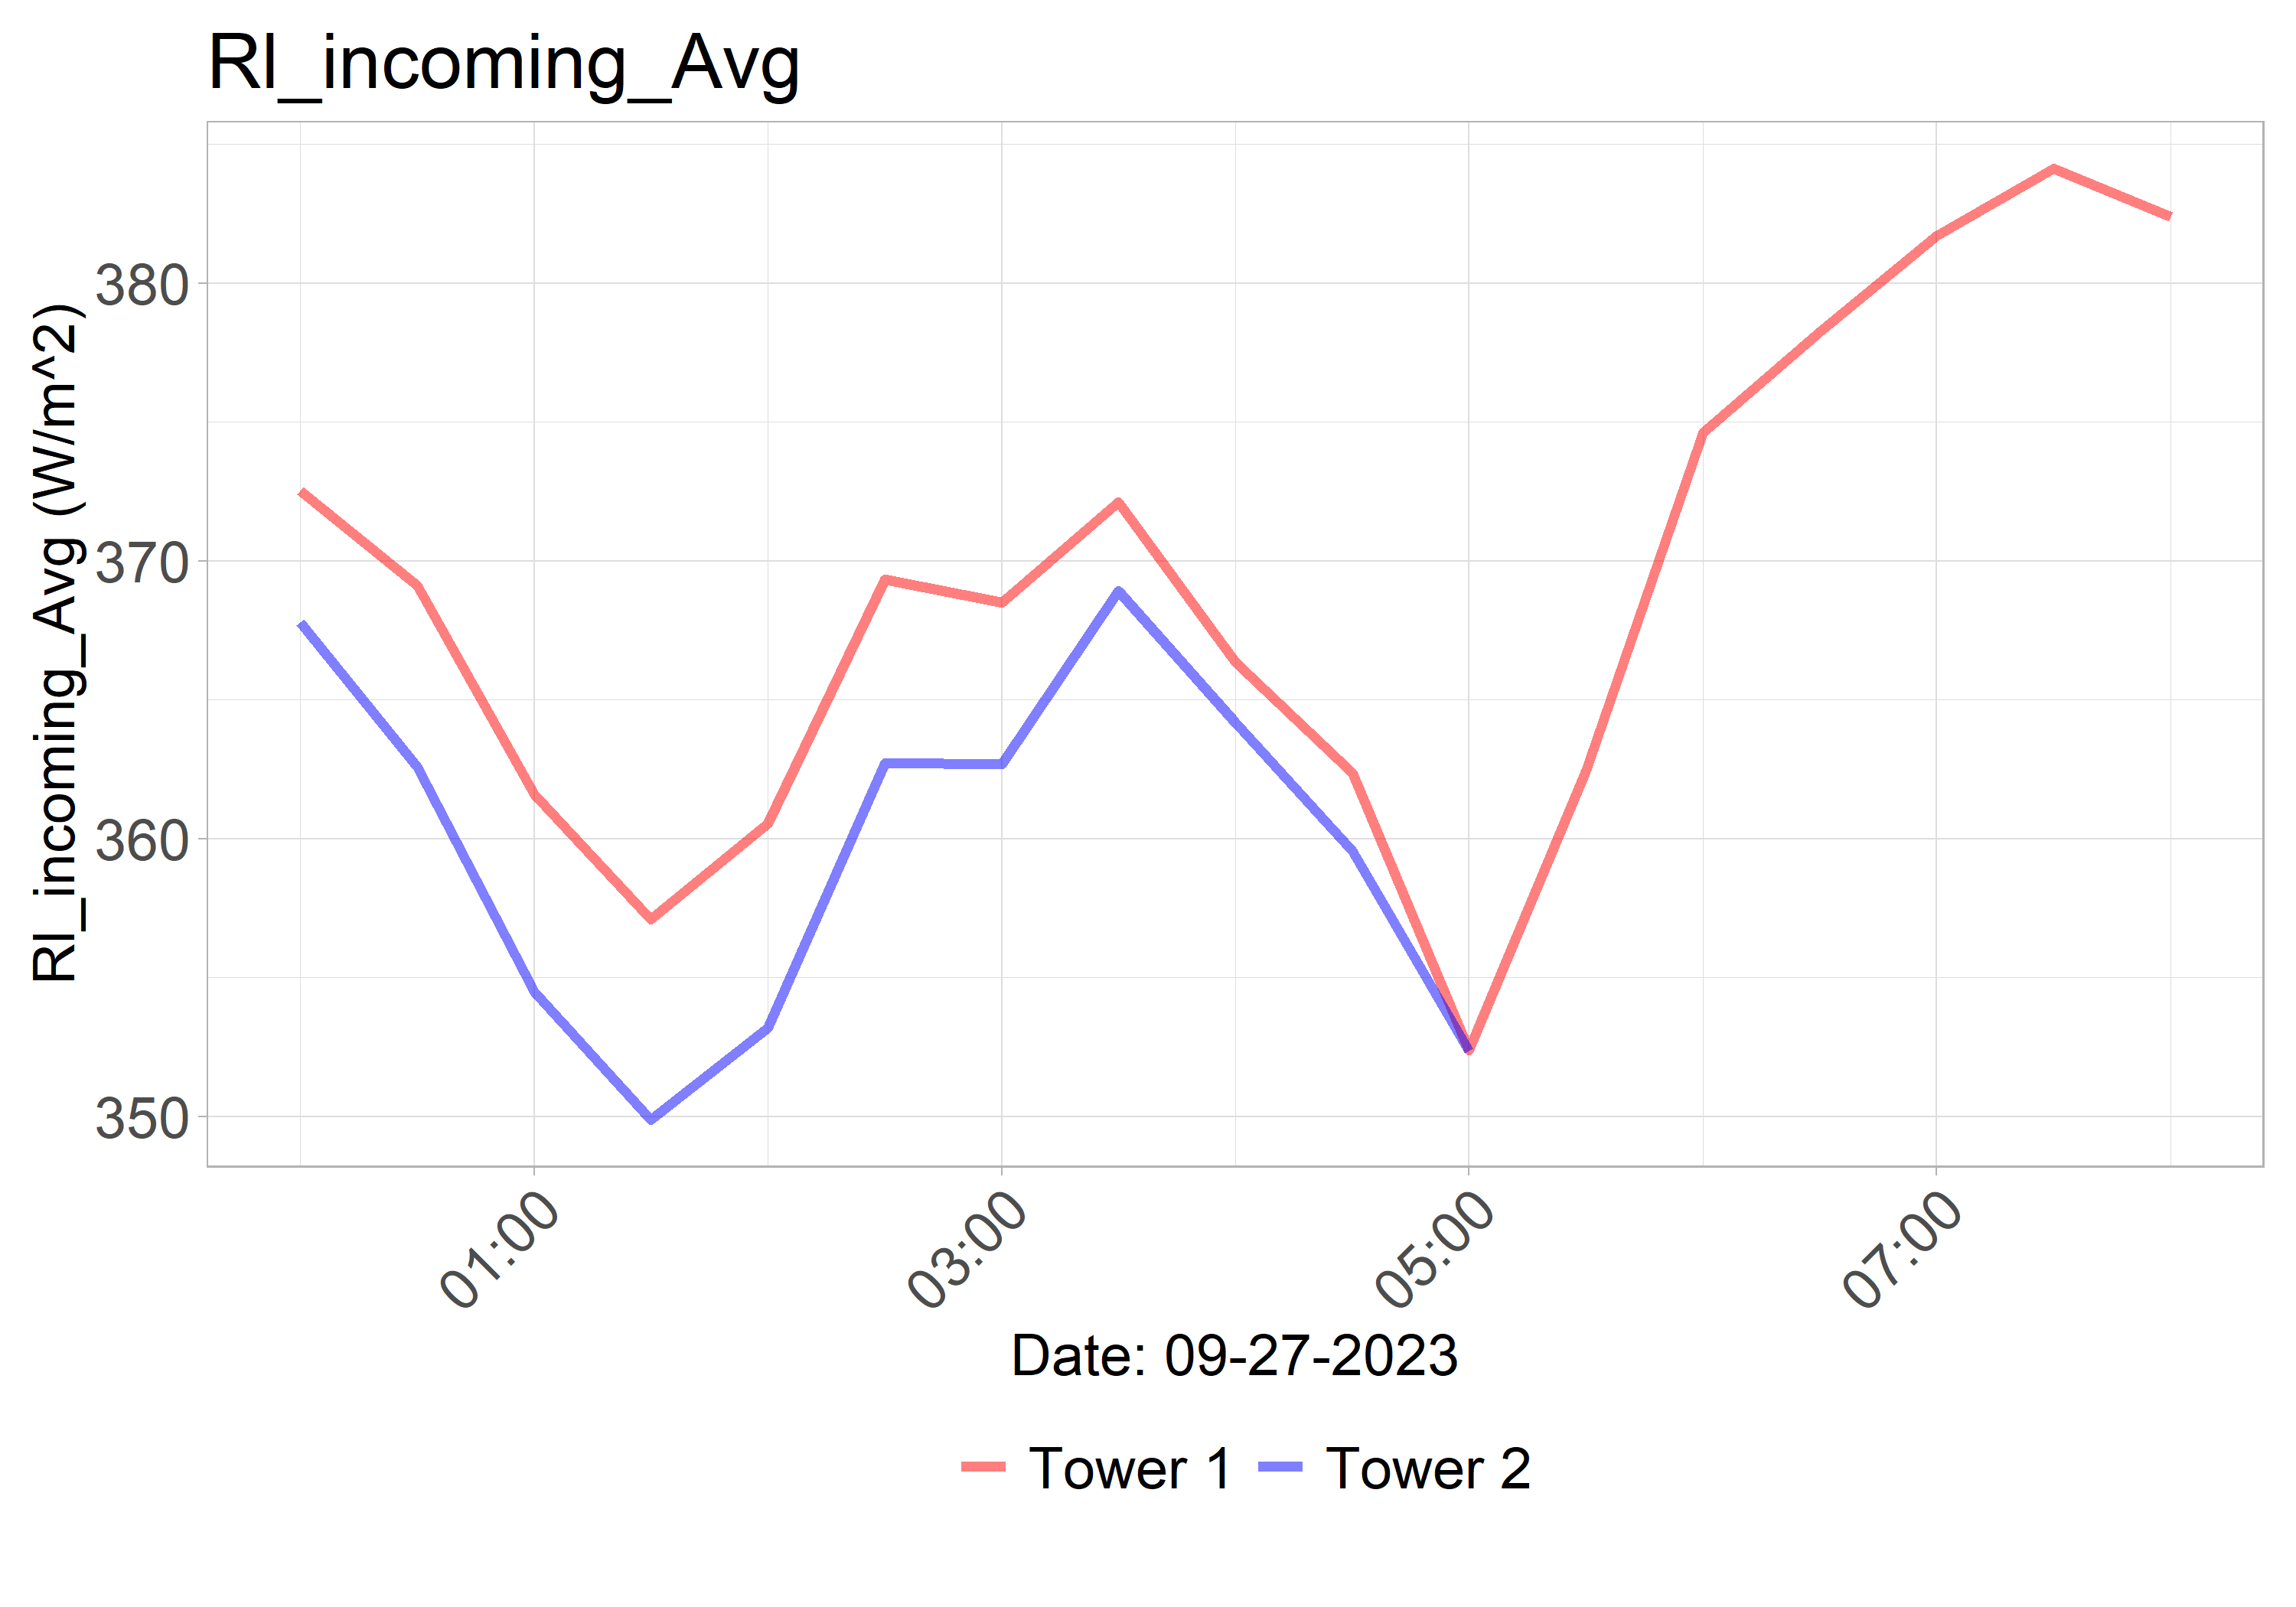 Rl_incoming_Avg
Rl_incoming_Avg (W/m^2)
380
370
360
350
01:00
03:00
05:00
07:00
Date: 09-27-2023
Tower 1
Tower 2